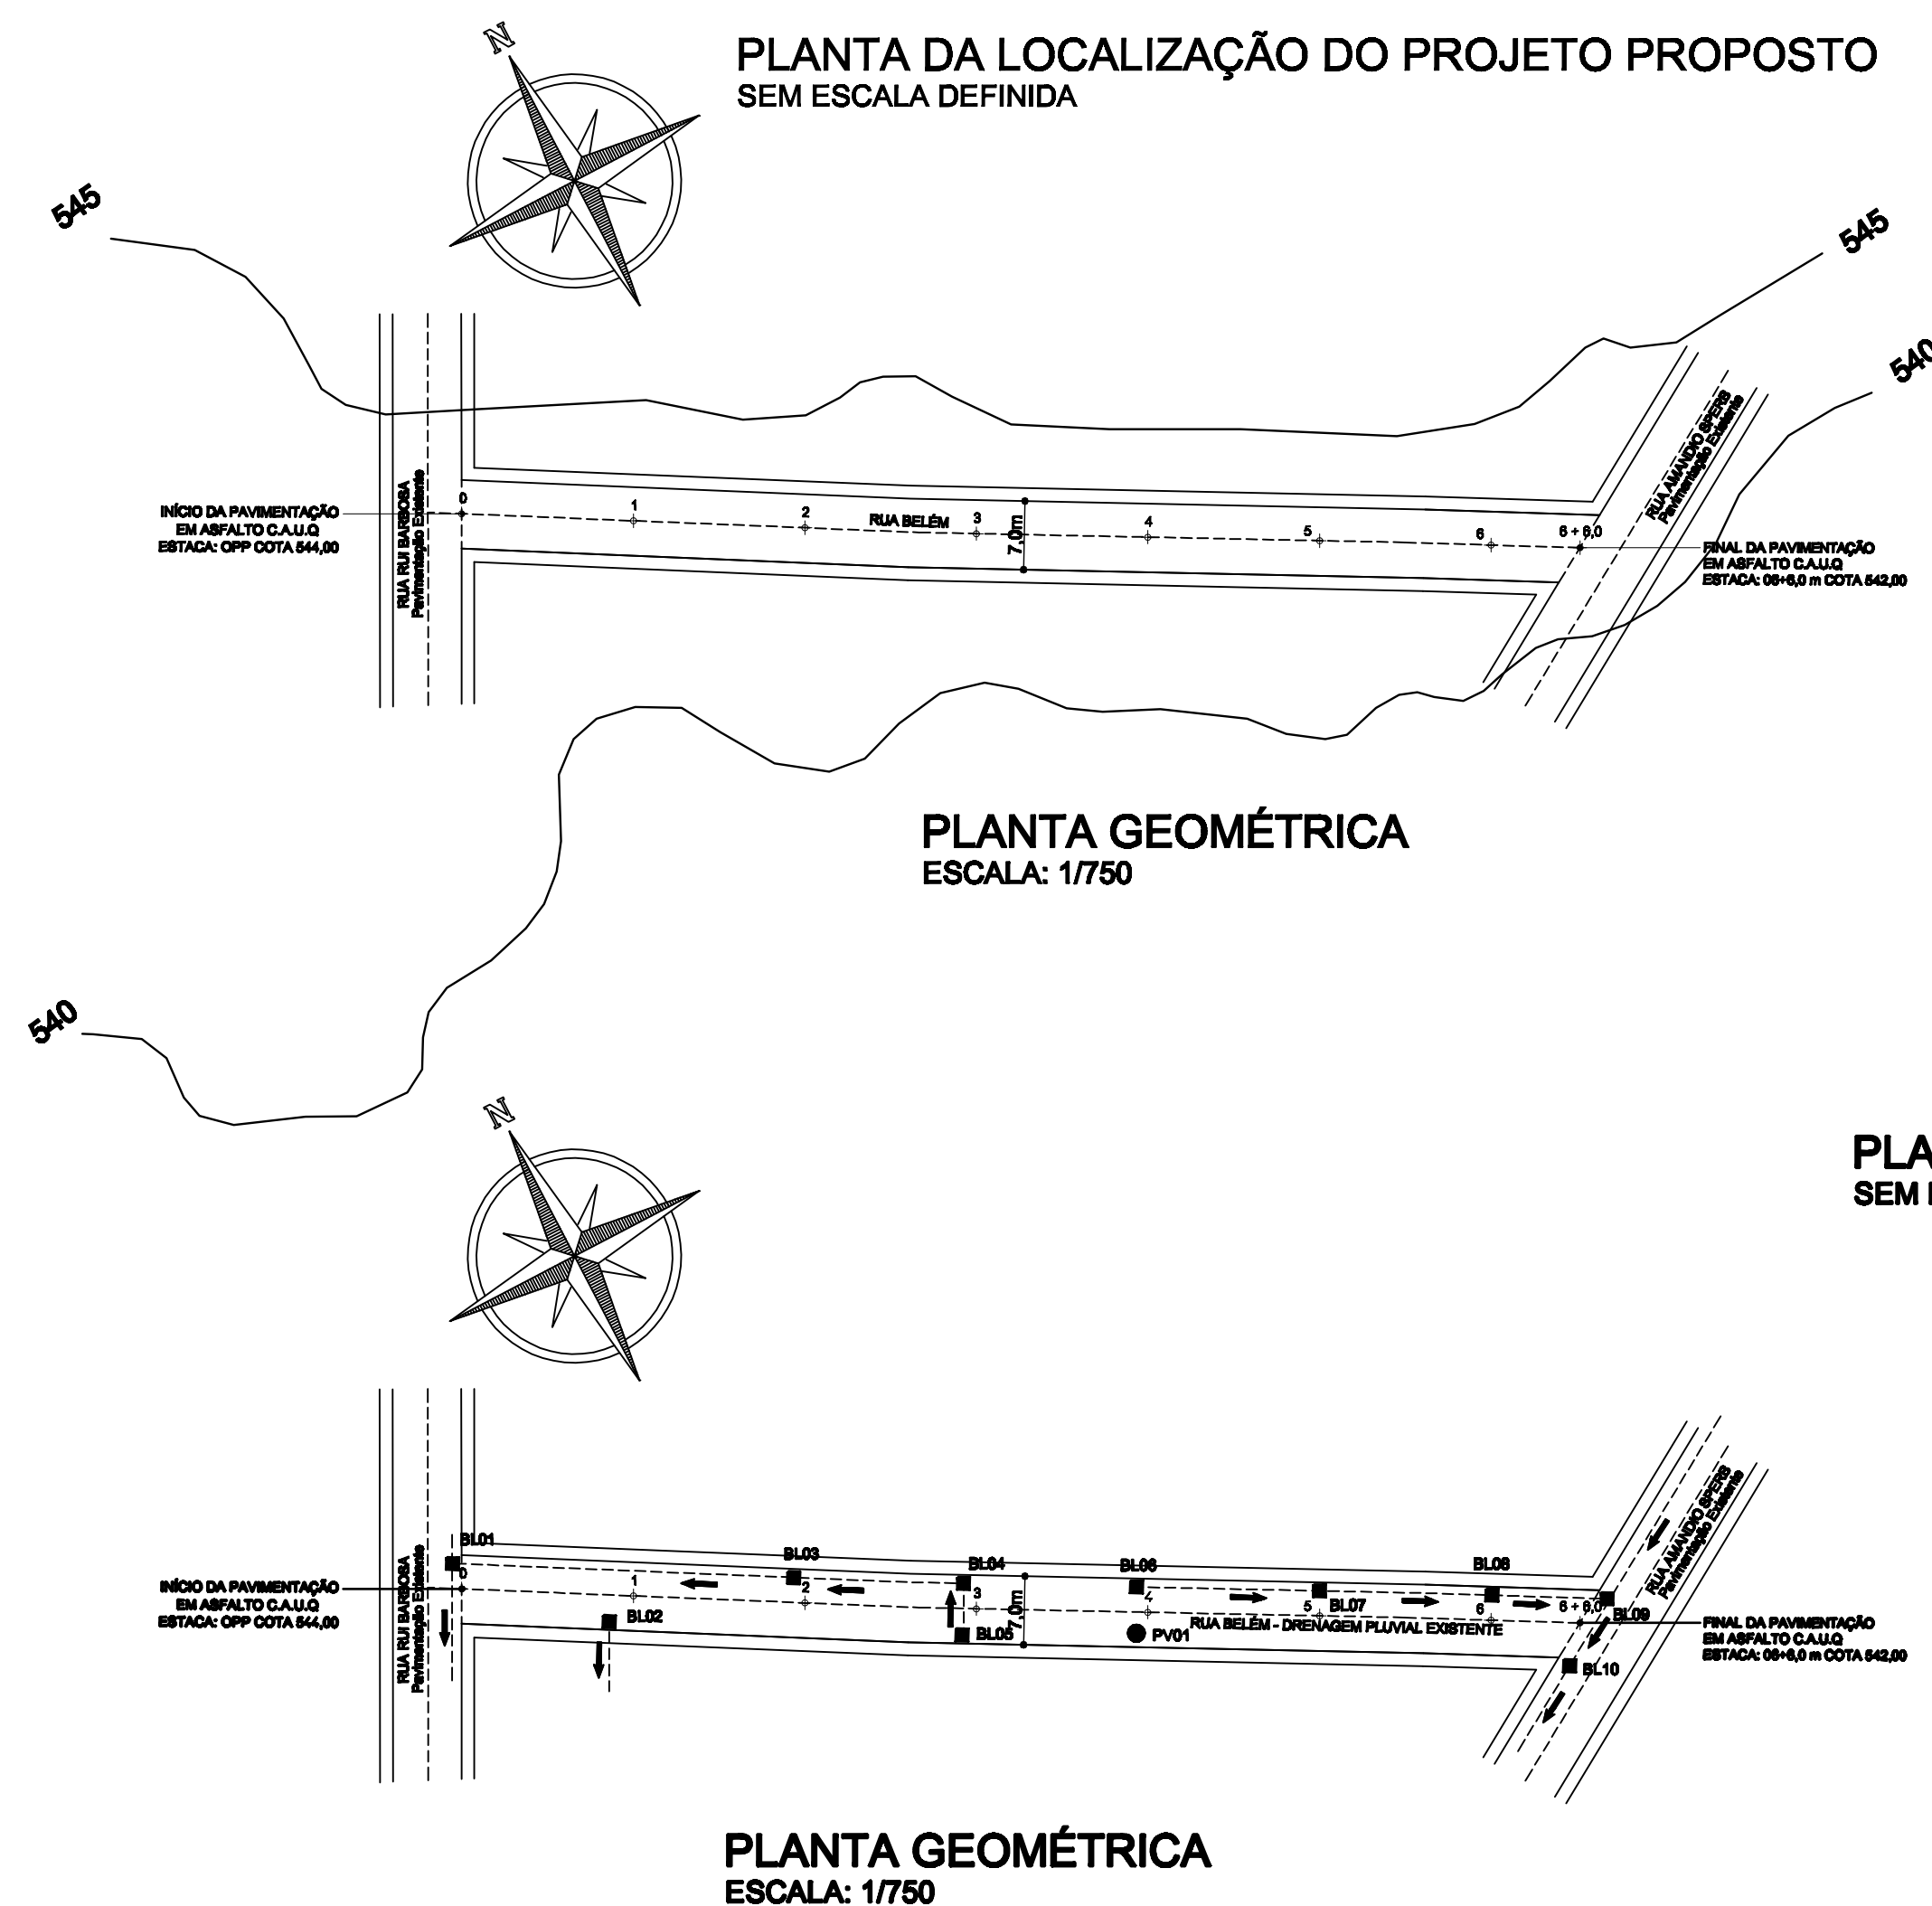 N
PLANTA DA LOCALIZAÇÃO DO PROJETO PROPOSTO
SEM ESCALA DEFINIDA
545
545
540
RUA RUI BARBOSA
Pavimentação Existente
INÍCIO DA PAVIMENTAÇÃO
EM ASFALTO C.A.U.Q
ESTACA: OPP COTA 544,00
0
1
2
RUA BELÉM
3
7,0m
4
5
6
6 + 6,0
RUA AMANDIO SPERB
Pavimentação Existente
FINAL DA PAVIMENTAÇÃO
EM ASFALTO C.A.U.Q
ESTACA: 06+6,0 m COTA 542,00
PLANTA GEOMÉTRICA
ESCALA: 1/750
540
N
PLA
SEM
RUA RUI BARBOSA
Pavimentação Existente
INÍCIO DA PAVIMENTAÇÃO
EM ASFALTO C.A.U.Q
ESTACA: OPP COTA 544,00
BL01
0
1
BL02
BL03
2
BL04
3
BL05
7,0m
BL06
4
PV01
RUA BELÉM - DRENAGEM PLUVIAL EXISTENTE
5
BL07
BL08
6
6 + 6,0
BL09
BL10
RUA AMANDIO SPERB
Pavimentação Existente
FINAL DA PAVIMENTAÇÃO
EM ASFALTO C.A.U.Q
ESTACA: 06+6,0 m COTA 542,00
PLANTA GEOMÉTRICA
ESCALA: 1/750